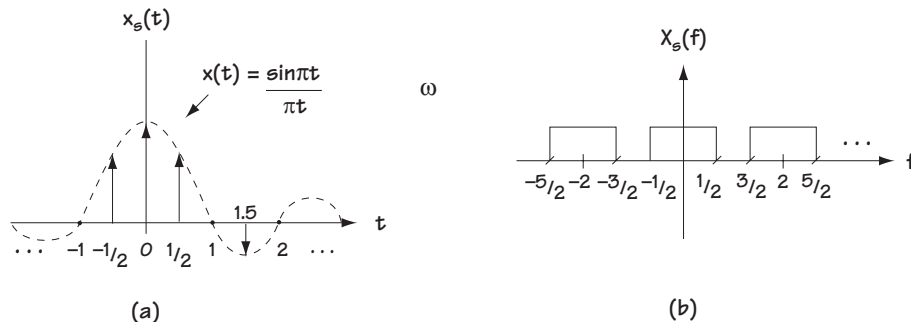 xₛ(t)
x(t) = sinπt
πt
1.5
t
... -1 -1/2 0 1/2 1 2 ...
(a)
ω
Xₛ(f)
...
f
-5/2 -2 -3/2 -1/2 1/2 3/2 2 5/2
(b)